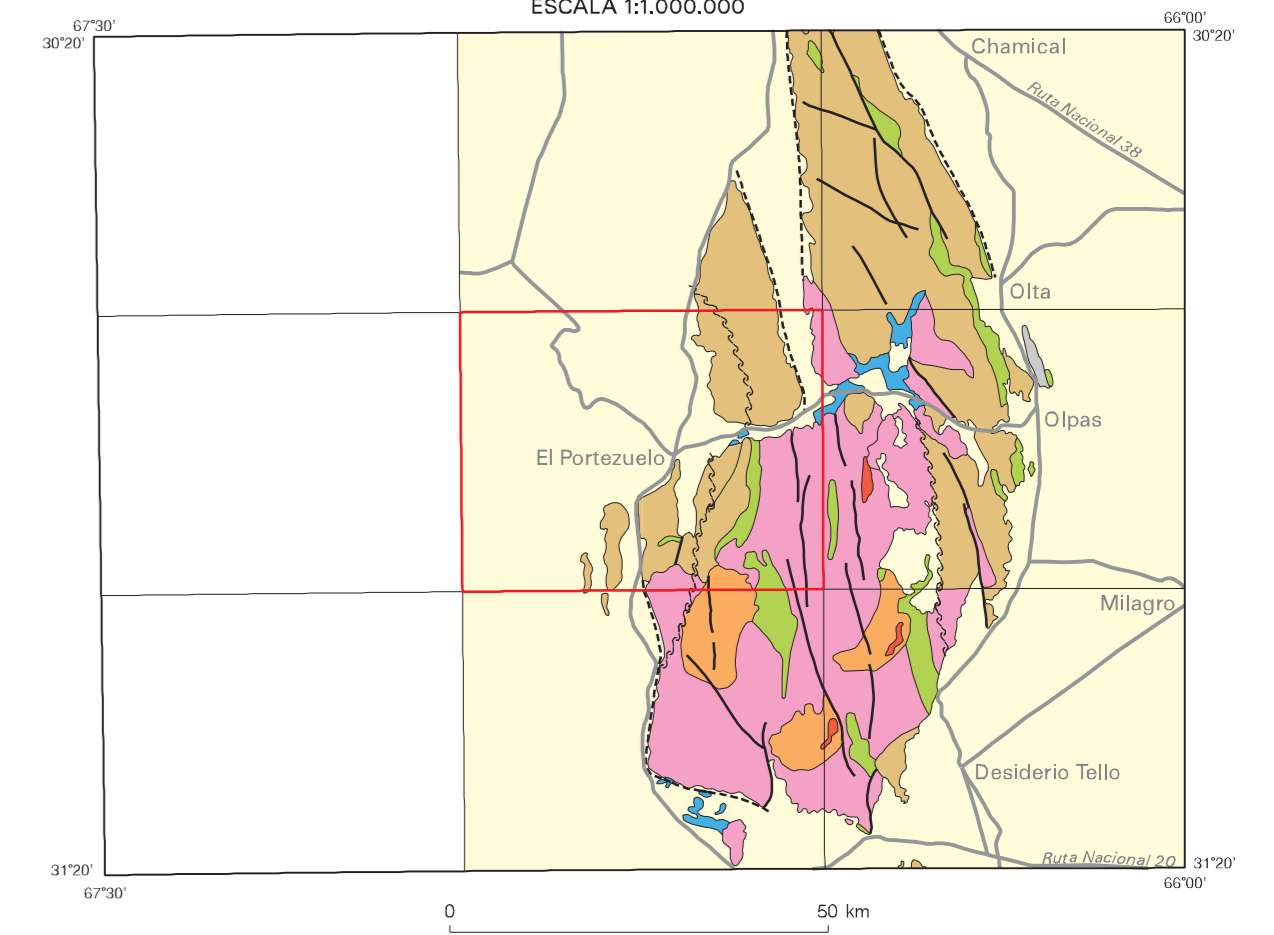 ESCALA 1:1.000.000
67°30'
66°00'
30°20'
30°20'
Chamical
Ruta Nacional 38
Olta
Olpas
El Portezuelo
Milagro
Desiderio Tello
Ruta Nacional 20
31°20'
31°20'
67°30'
66°00'
0
50 km